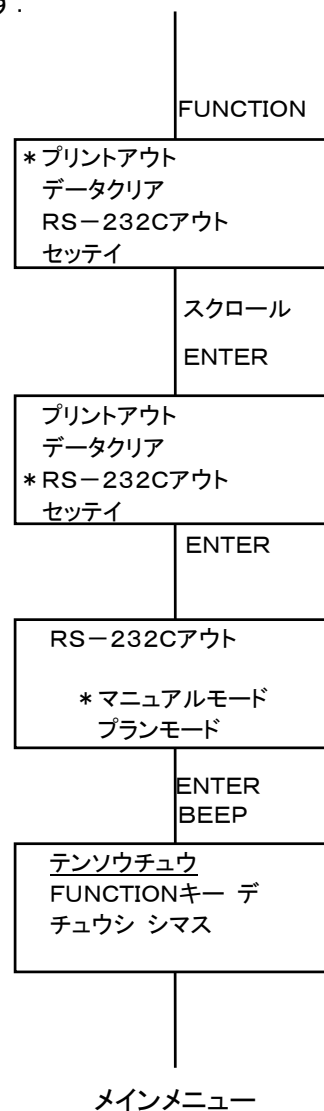 FUNCTION
*プリントアウト
データクリア
RS－232Cアウト
セッテイ
スクロール
ENTER
プリントアウト
データクリア
*RS－232Cアウト
セッテイ
ENTER
RS－232Cアウト
*マニュアルモード
プランモード
ENTER
BEEP
テンソウチュウ
FUNCTIONキー デ
チュウシ シマス
メインメニュー